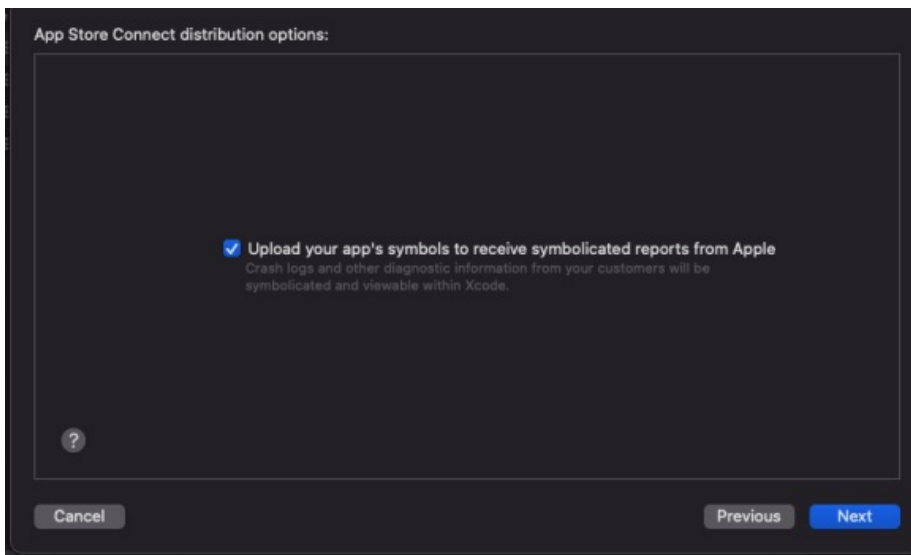 App Store Connect distribution options:
Upload your app's symbols to receive symbolicated reports from Apple
Crash logs and other diagnostic information from your customers will be
symbolicated and viewable within Xcode.
?
Cancel
Previous
Next